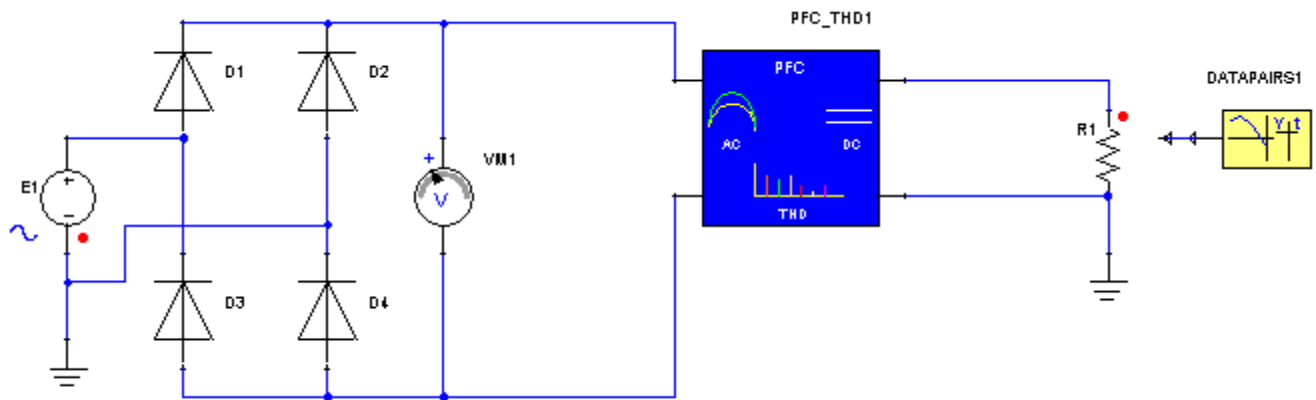 PFC_THD1
D1
D2
PFC
DATAPAIRS1
AC
DC
R1
Y t
VM1
+
V
E1
+
−
THD
D3
D4